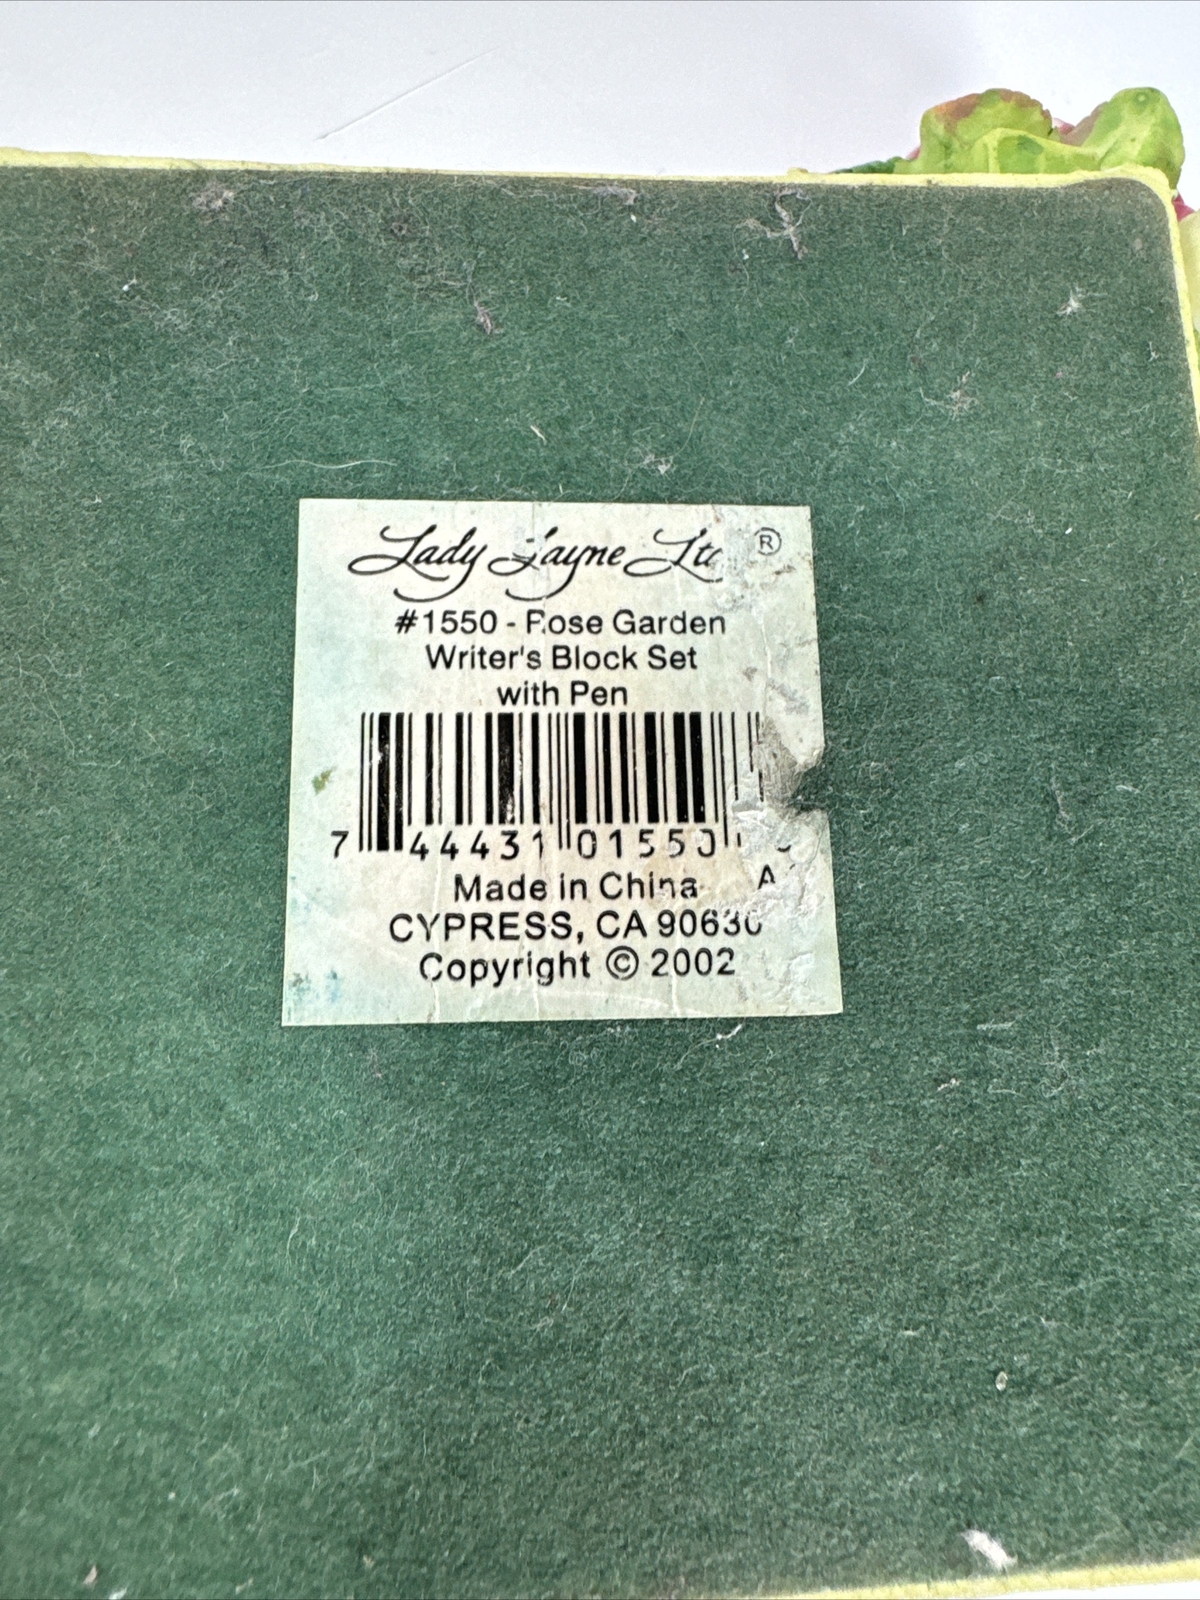 Lady Jayne Ltd ®
#1550 - Rose Garden
Writer's Block Set
with Pen
7 44431 01550
Made in China
CYPRESS, CA 90630
Copyright © 2002